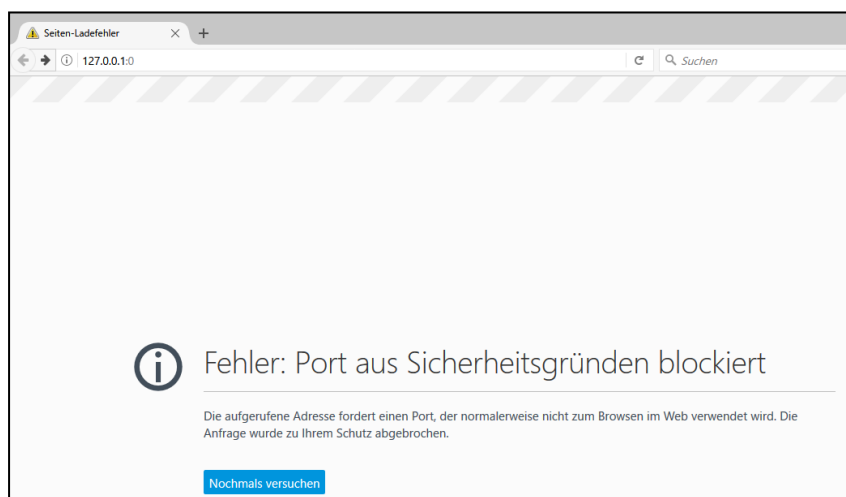 Seiten-Ladefehler
127.0.0.1:0
Suchen
Fehler: Port aus Sicherheitsgründen blockiert
Die aufgerufene Adresse fordert einen Port, der normalerweise nicht zum Browsen im Web verwendet wird. Die
Anfrage wurde zu Ihrem Schutz abgebrochen.
Nochmals versuchen